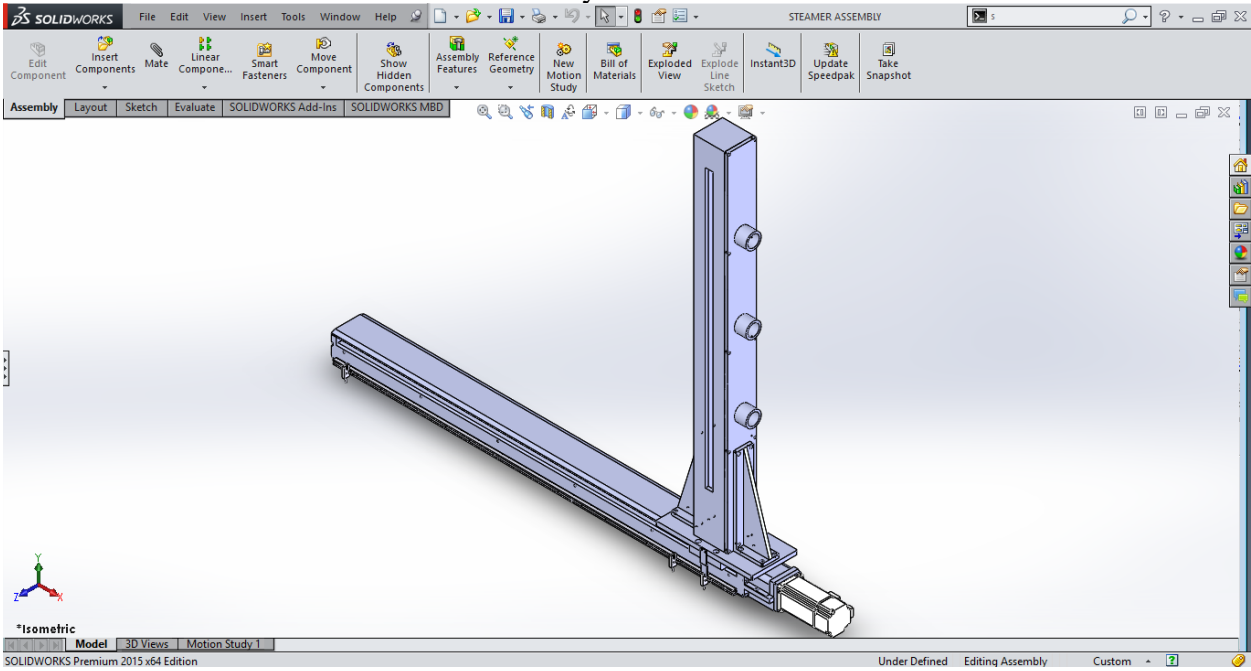 SOLIDWORKS File Edit View Insert Tools Window Help STEAMER ASSEMBLY s
Edit Component
Insert Components
Mate
Linear Compone...
Smart Fasteners
Move Component
Show Hidden Components
Assembly Features
Reference Geometry
New Motion Study
Bill of Materials
Exploded View
Explode Line Sketch
Instant3D
Update Speedpak
Take Snapshot
Assembly Layout Sketch Evaluate SOLIDWORKS Add-Ins SOLIDWORKS MBD
Y
Z X
*Isometric
Model 3D Views Motion Study 1
SOLIDWORKS Premium 2015 x64 Edition Under Defined Editing Assembly Custom